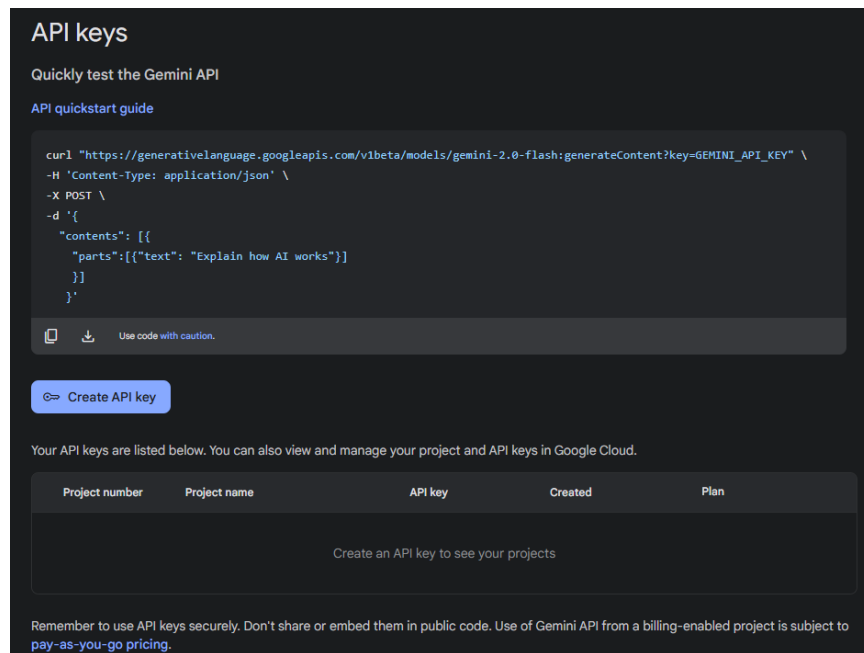 API keys
Quickly test the Gemini API
API quickstart guide
curl "https://generativelanguage.googleapis.com/v1beta/models/gemini-2.0-flash:generateContent?key=GEMINI_API_KEY" \
-H 'Content-Type: application/json' \
-X POST \
-d '{
"contents": [{
"parts":[{"text": "Explain how AI works"}]
}]
}'
Use code with caution.
Create API key
Your API keys are listed below. You can also view and manage your project and API keys in Google Cloud.
Project number Project name API key Created Plan
Create an API key to see your projects
Remember to use API keys securely. Don't share or embed them in public code. Use of Gemini API from a billing-enabled project is subject to
pay-as-you-go pricing.